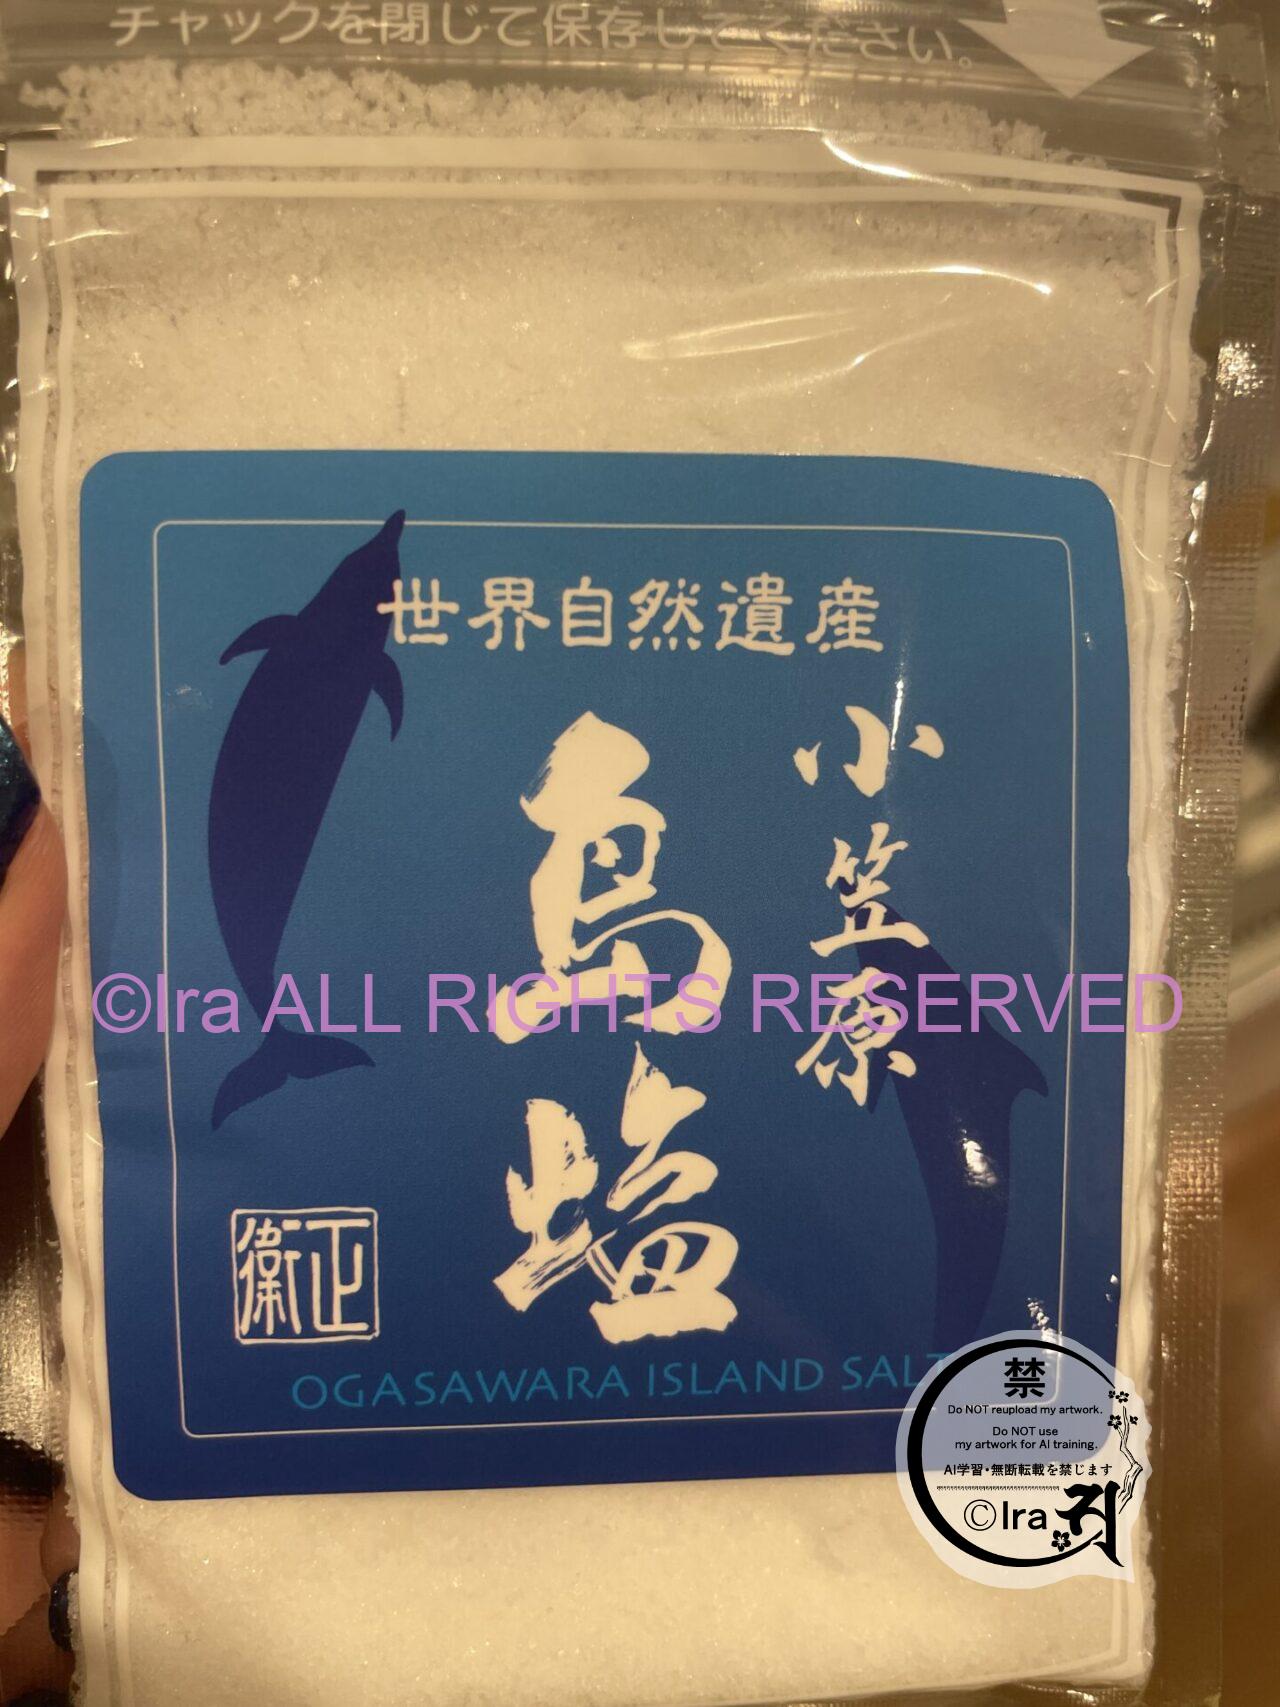 チャックを閉じて保存してください。
世界自然遺産
小笠原
島塩
正衛
OGASAWARA ISLAND SALT
©Ira ALL RIGHTS RESERVED
禁
Do NOT reupload my artwork.
Do NOT use
my artwork for AI training.
AI学習・無断転載を禁じます
©Ira